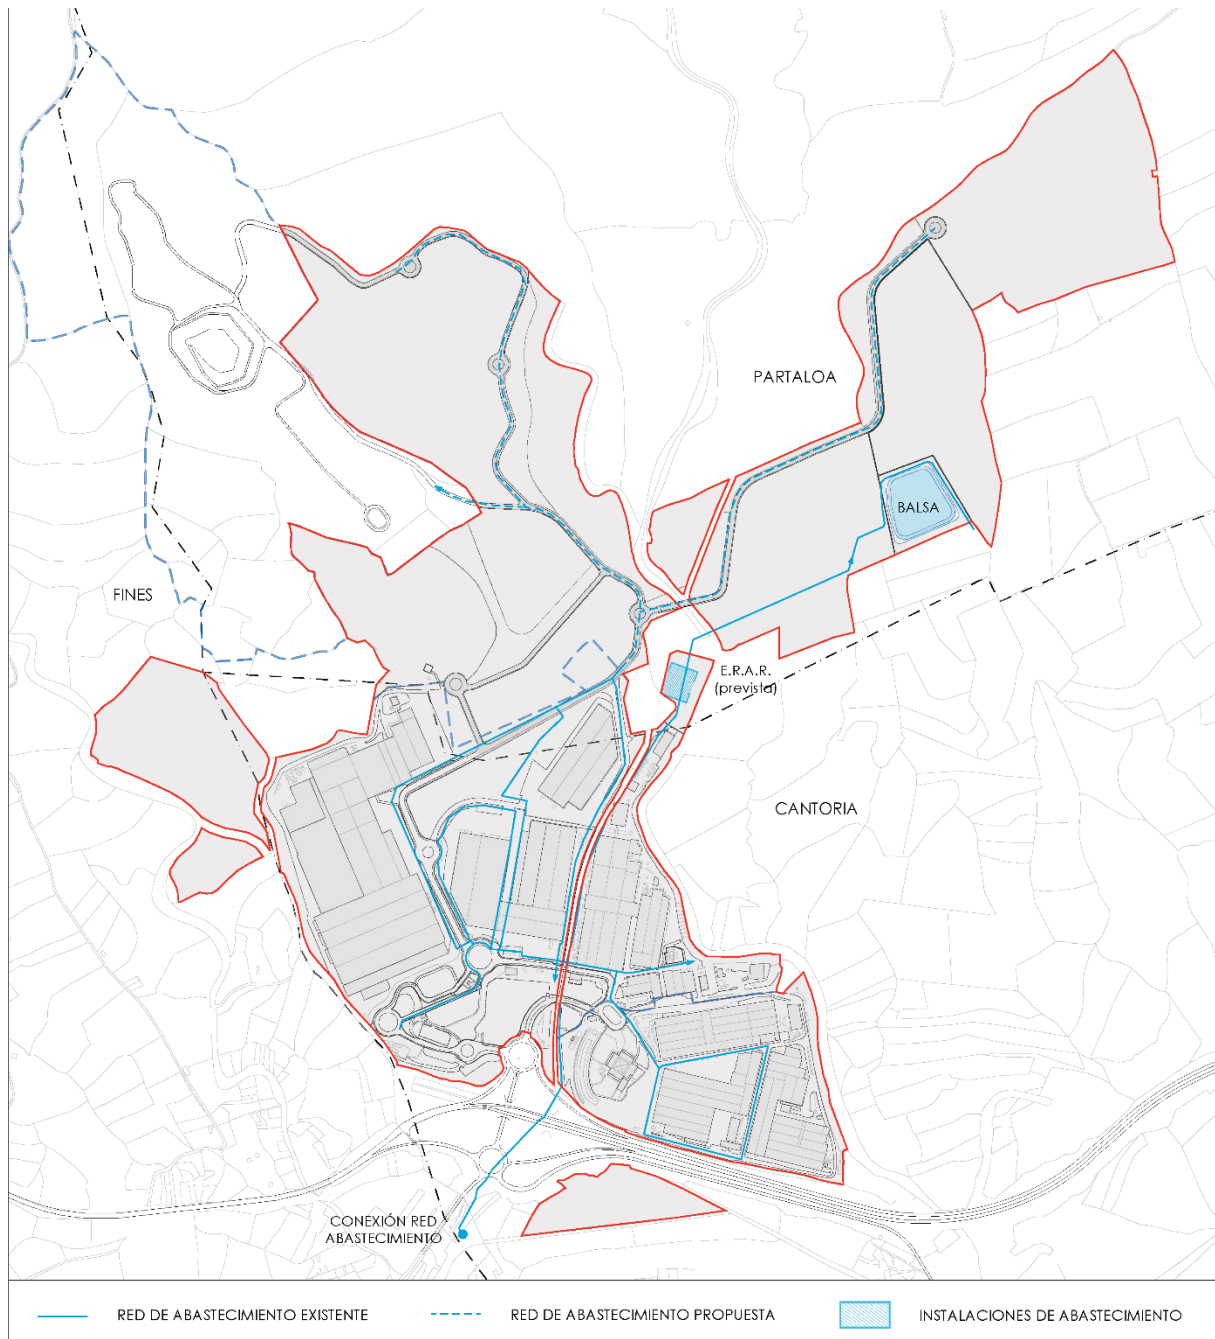 PARTALOA
BALSA
FINES
E.R.A.R.
(prevista)
CANTORIA
CONEXIÓN RED
ABASTECIMIENTO
RED DE ABASTECIMIENTO EXISTENTE
RED DE ABASTECIMIENTO PROPUESTA
INSTALACIONES DE ABASTECIMIENTO